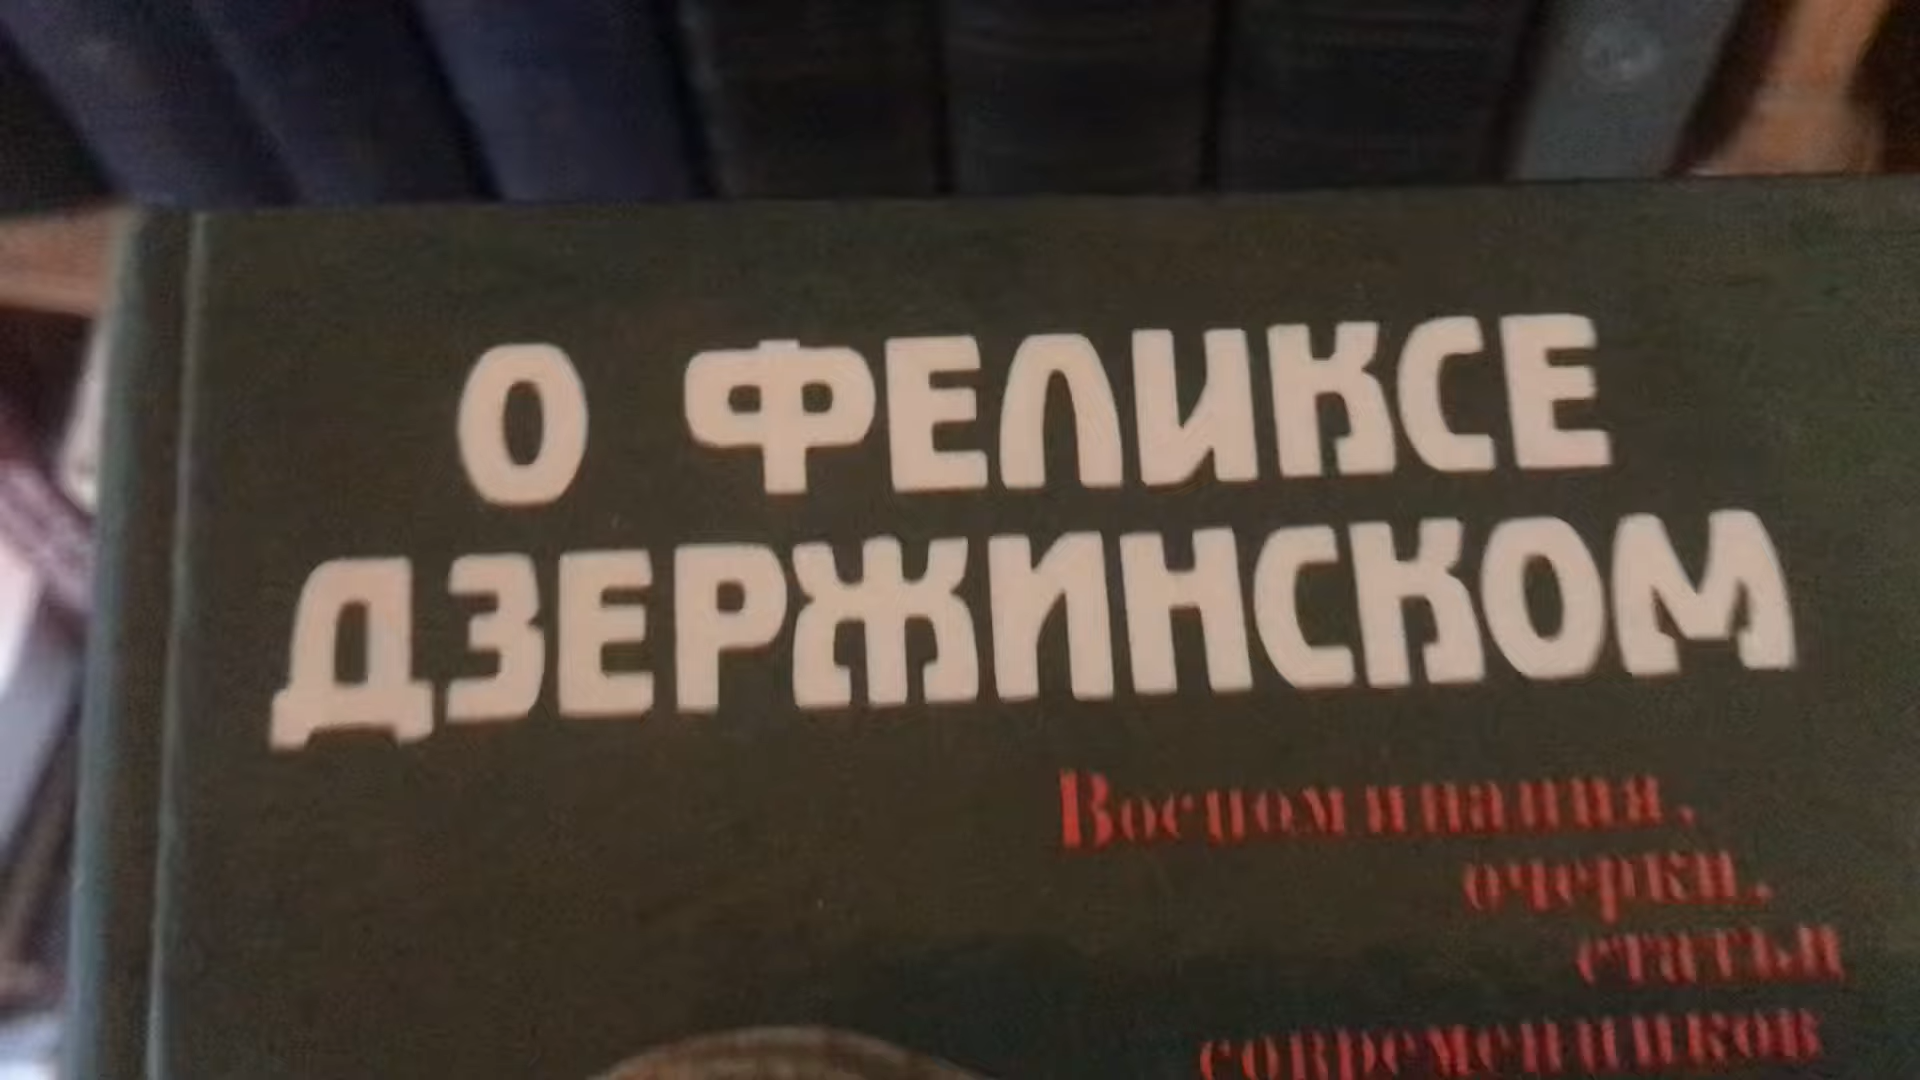 О ФЕЛИКСЕ
ДЗЕРЖИНСКОМ
Воспоминания,
очерки,
статьи
современников